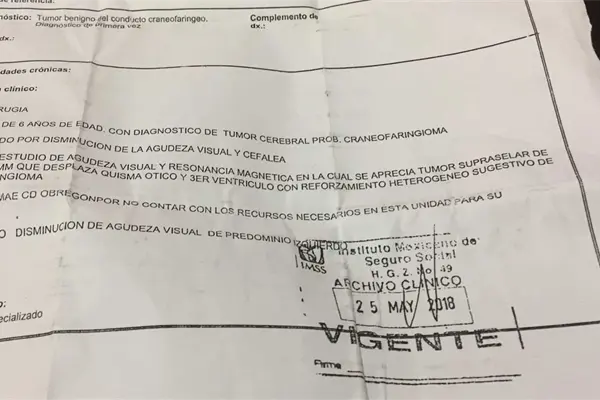 de referencia:
nóstico: Tumor benigno del conducto craneofaringeo.
Diagnóstico de Primera vez
Complemento de
dx.:
dx.:
dades crónicas:
clínico:
RUGIA
DE 6 AÑOS DE EDAD. CON DIAGNOSTICO DE TUMOR CEREBRAL PROB. CRANEOFARINGIOMA
DO POR DISMINUCION DE LA AGUDEZA VISUAL Y CEFALEA
ESTUDIO DE AGUDEZA VISUAL Y RESONANCIA MAGNETICA EN LA CUAL SE APRECIA TUMOR SUPRASELAR DE
MM QUE DESPLAZA QUISMA OTICO Y 3ER VENTRICULO CON REFORZAMIENTO HETEROGENEO SUGESTIVO DE
NGIOMA
MAE CD OBREGONPOR NO CONTAR CON LOS RECURSOS NECESARIOS EN ESTA UNIDAD PARA SU
O DISMINUCION DE AGUDEZA VISUAL DE PREDOMINIO IZQUIERDO
IMSS
Instituto Mexicano de
Seguro Social
H. G. Z. No 49
ARCHIVO CLINICO
25 MAY 2018
VIGENTE
Firma
o:
pecializado